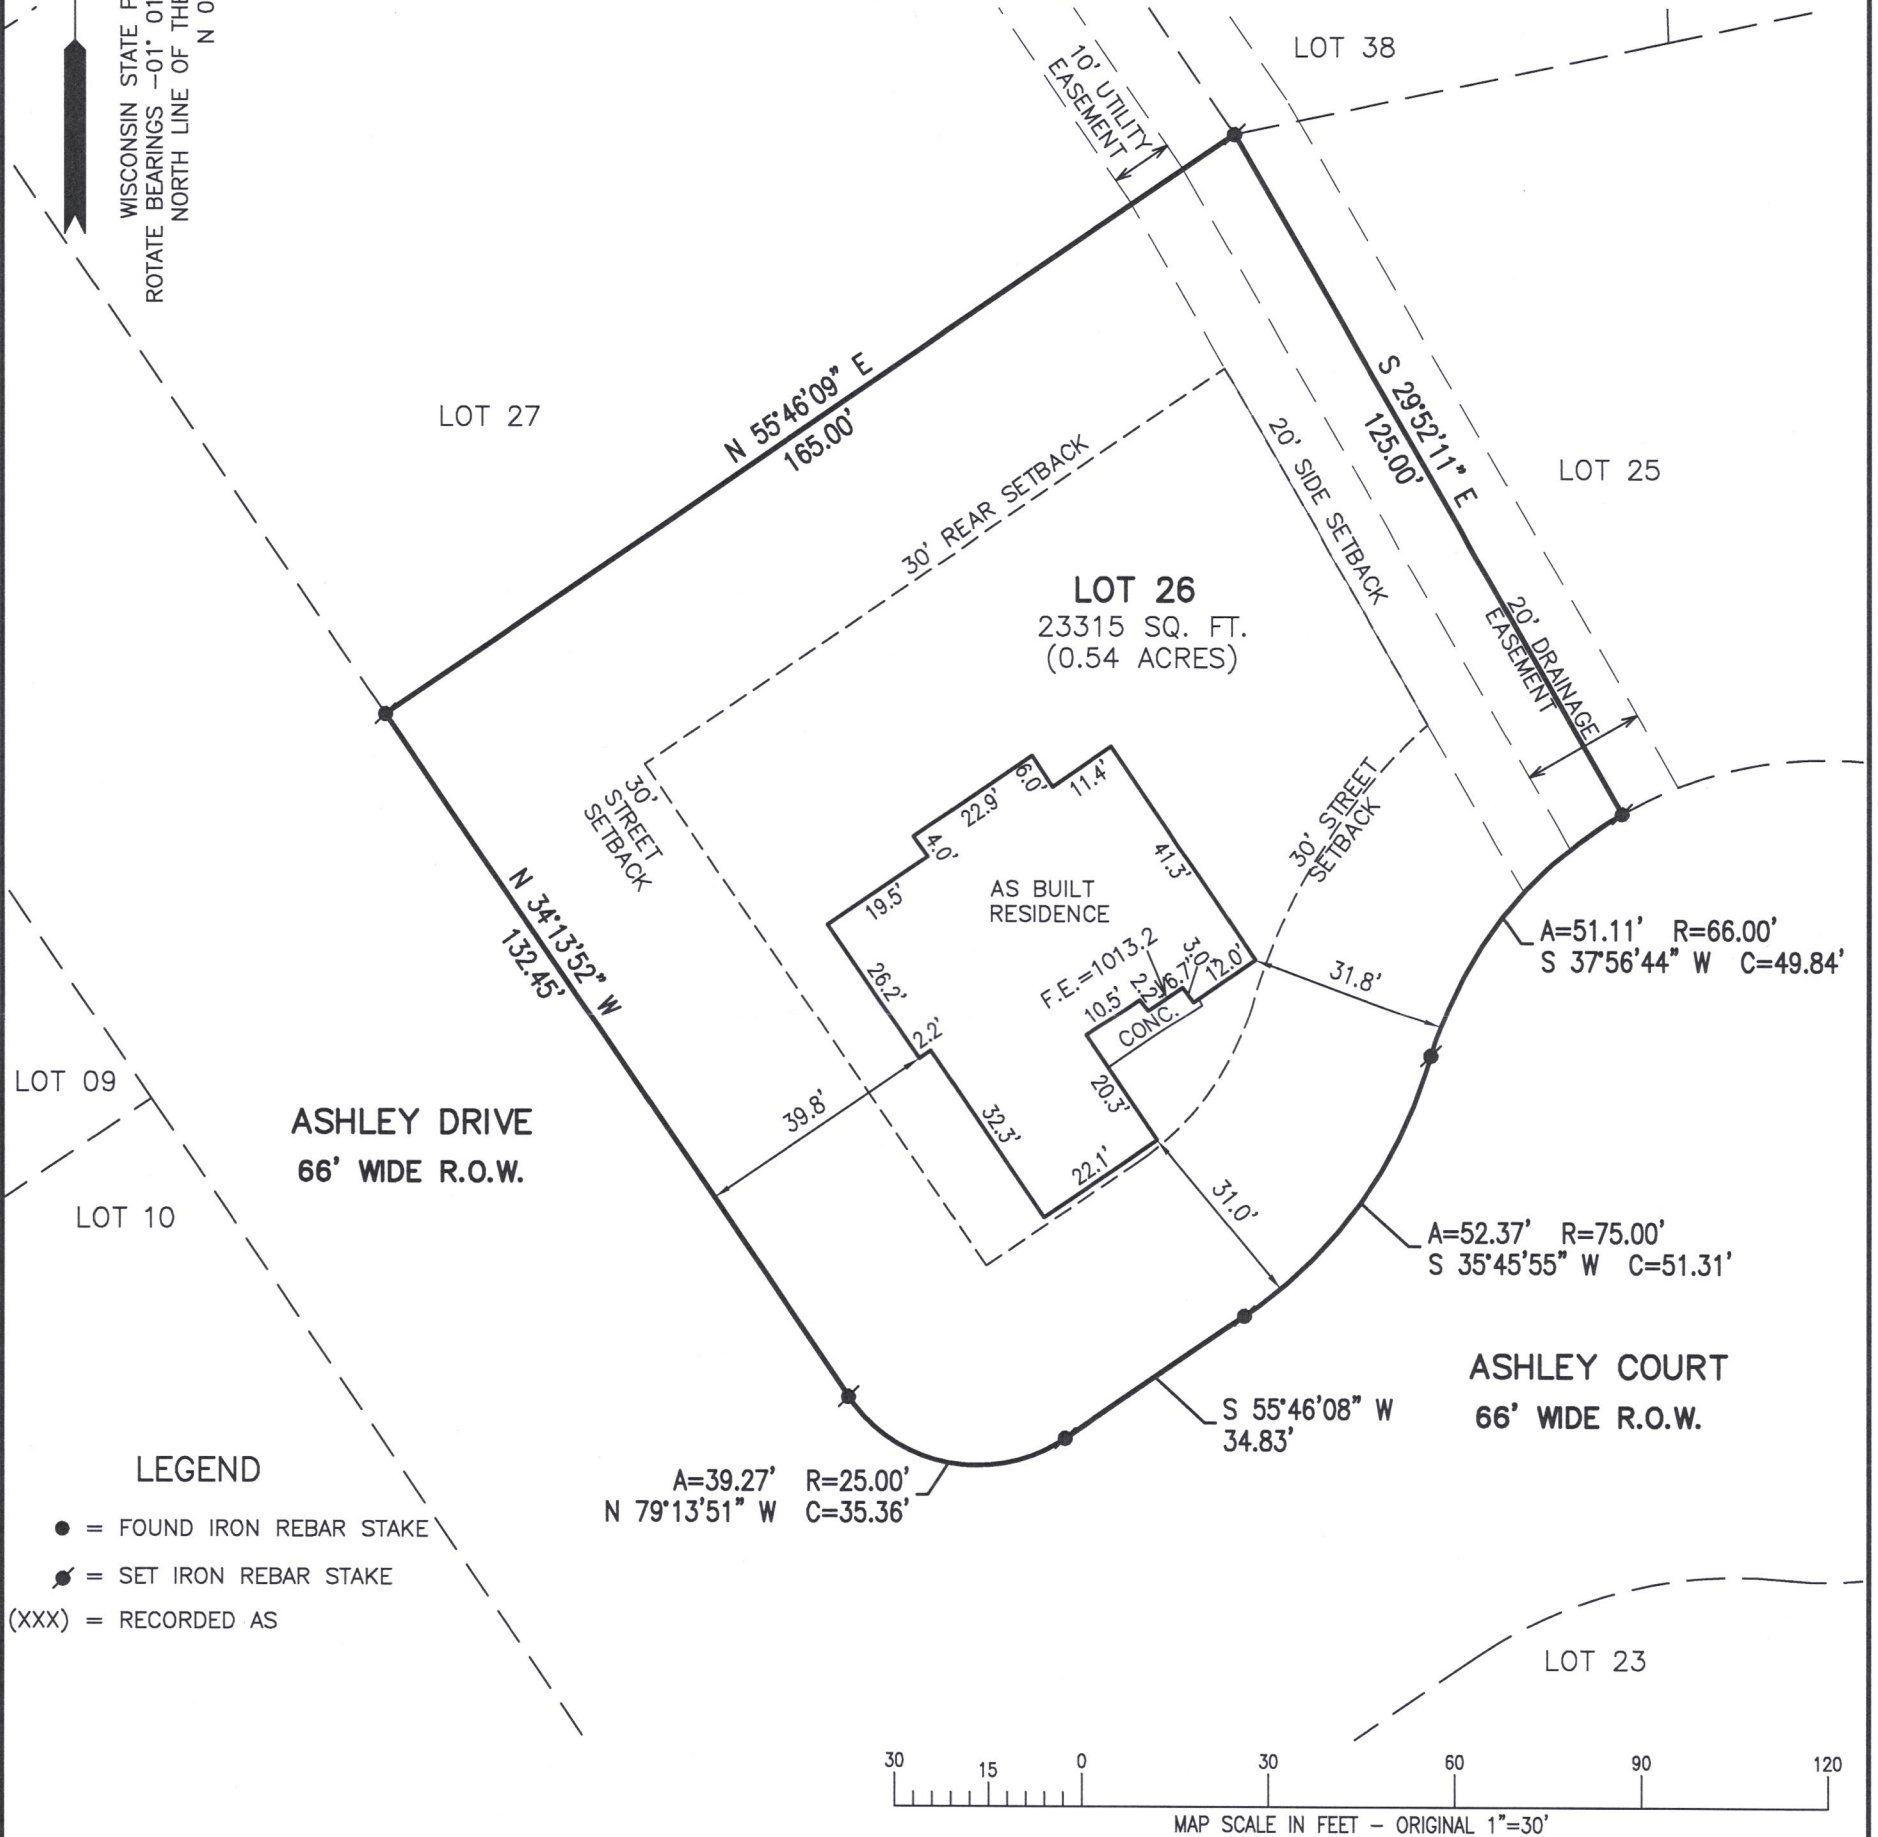 WISCONSIN STATE
ROTATE BEARINGS -01° 01
NORTH LINE OF THE
N 0
LOT 38
10' UTILITY
EASEMENT
LOT 27
N 55°46'09" E
165.00'
S 29°52'11" E
125.00'
LOT 25
30' REAR SETBACK
20' SIDE SETBACK
LOT 26
23315 SQ. FT.
(0.54 ACRES)
20' DRAINAGE
EASEMENT
30'
STREET
SETBACK
30' STREET
SETBACK
6.0'
11.4'
22.9'
4.0'
41.3'
19.5'
AS BUILT
RESIDENCE
F.E.=1013.2
10.5'
2.2'
6.7'
3.0'
12.0'
CONC.
26.2'
2.2'
20.3'
32.3'
22.1'
39.8'
31.8'
31.0'
N 34°13'52" W
132.45'
A=51.11' R=66.00'
S 37°56'44" W C=49.84'
LOT 09
ASHLEY DRIVE
66' WIDE R.O.W.
LOT 10
A=52.37' R=75.00'
S 35°45'55" W C=51.31'
ASHLEY COURT
66' WIDE R.O.W.
S 55°46'08" W
34.83'
A=39.27' R=25.00'
N 79°13'51" W C=35.36'
LEGEND
● = FOUND IRON REBAR STAKE
= SET IRON REBAR STAKE
(XXX) = RECORDED AS
LOT 23
30 15 0 30 60 90 120
MAP SCALE IN FEET - ORIGINAL 1"=30'